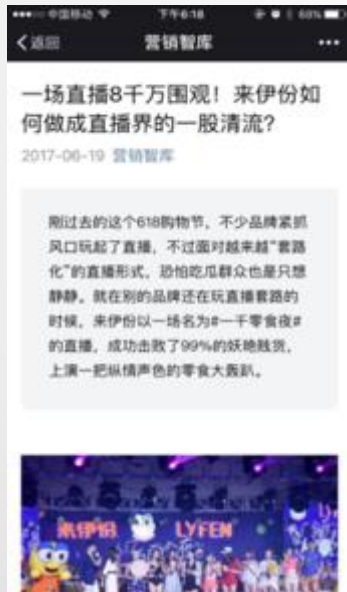 中国移动 下午6:18 68%
返回 营销智库
一场直播8千万围观！来伊份如
何做成直播界的一股清流？
2017-06-19 营销智库
刚过去的这个618购物节，不少品牌紧抓
风口玩起了直播，不过面对越来越“套路
化”的直播形式，恐怕吃瓜群众也是只想
静静。就在别的品牌还在玩直播套路的
时候，来伊份以一场名为#一千零食夜#
的直播，成功击败了99%的妖艳贱货，
上演一把纵情声色的零食大轰趴。
来伊份 LYFEN